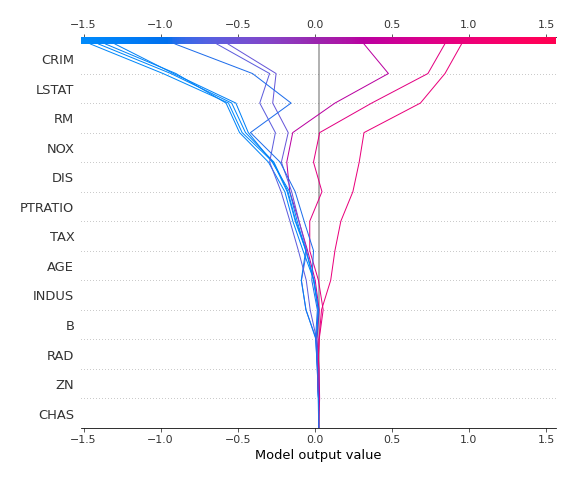 −1.5 −1.0 −0.5 0.0 0.5 1.0 1.5
CRIM
LSTAT
RM
NOX
DIS
PTRATIO
TAX
AGE
INDUS
B
RAD
ZN
CHAS
−1.5 −1.0 −0.5 0.0 0.5 1.0 1.5
Model output value